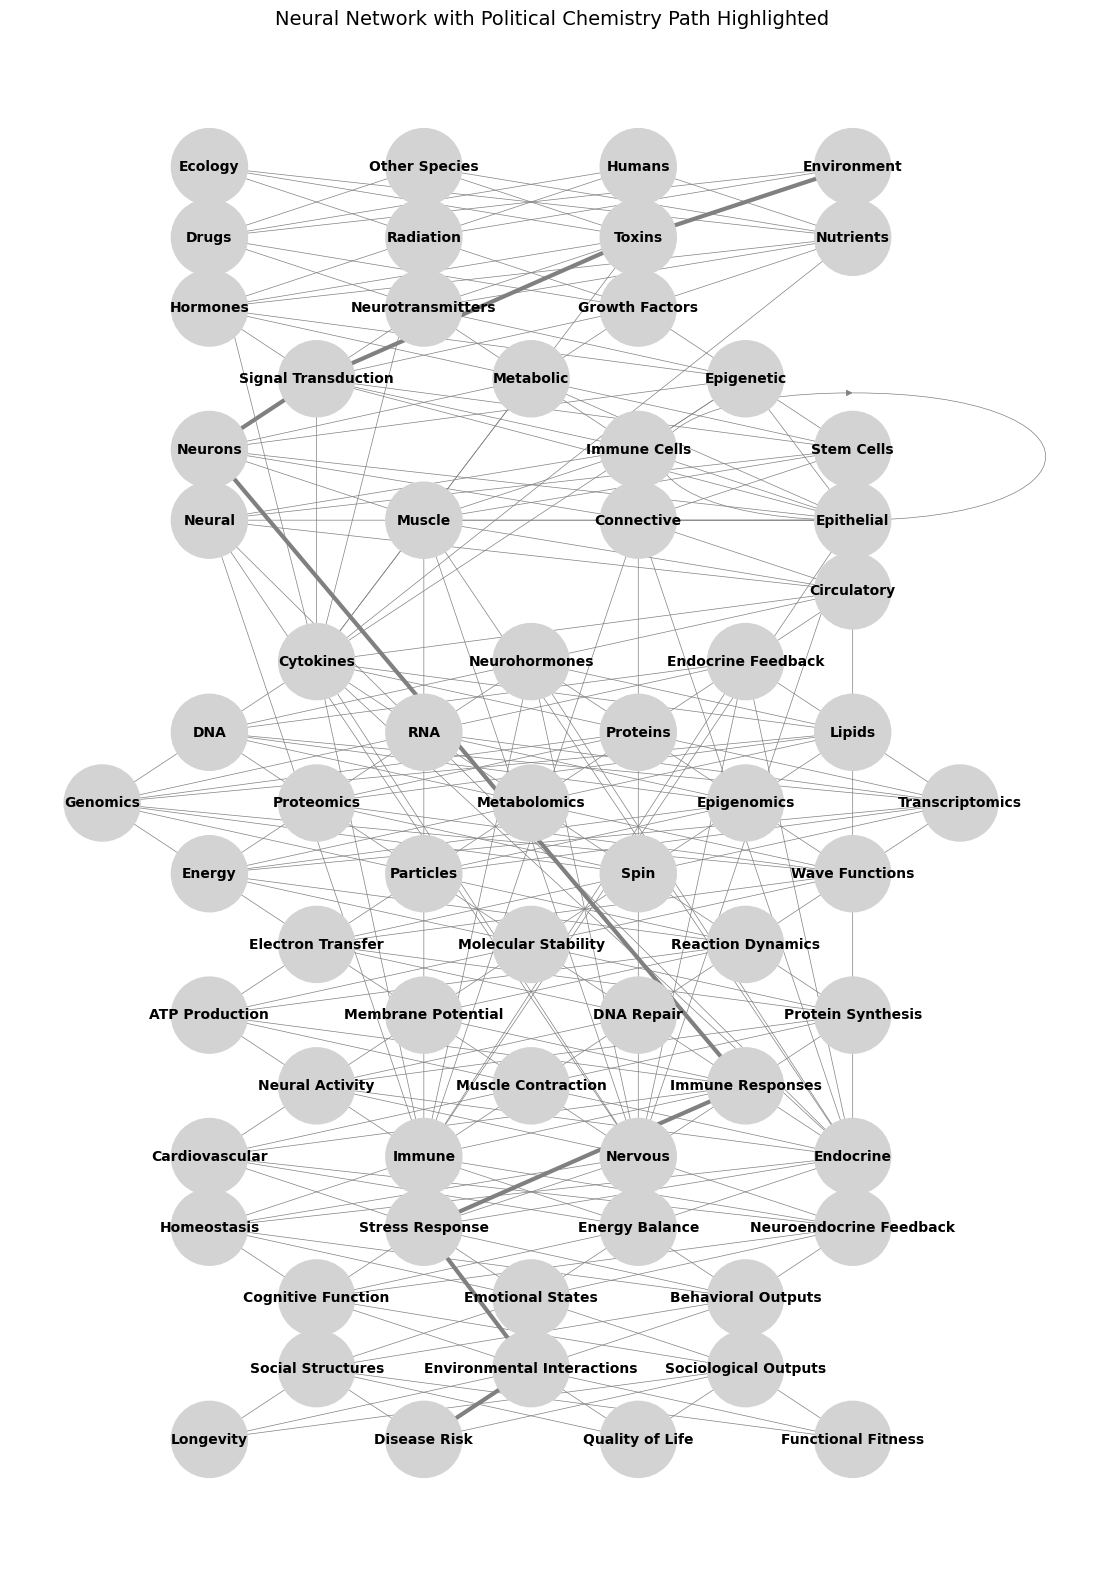 Neural Network with Political Chemistry Path Highlighted
Ecology Other Species Humans Environment
Drugs Radiation Toxins Nutrients
Hormones Neurotransmitters Growth Factors
Signal Transduction Metabolic Epigenetic
Neurons Immune Cells Stem Cells
Neural Muscle Connective Epithelial
Circulatory
Cytokines Neurohormones Endocrine Feedback
DNA RNA Proteins Lipids
Genomics Proteomics Metabolomics Epigenomics Transcriptomics
Energy Particles Spin Wave Functions
Electron Transfer Molecular Stability Reaction Dynamics
ATP Production Membrane Potential DNA Repair Protein Synthesis
Neural Activity Muscle Contraction Immune Responses
Cardiovascular Immune Nervous Endocrine
Homeostasis Stress Response Energy Balance Neuroendocrine Feedback
Cognitive Function Emotional States Behavioral Outputs
Social Structures Environmental Interactions Sociological Outputs
Longevity Disease Risk Quality of Life Functional Fitness